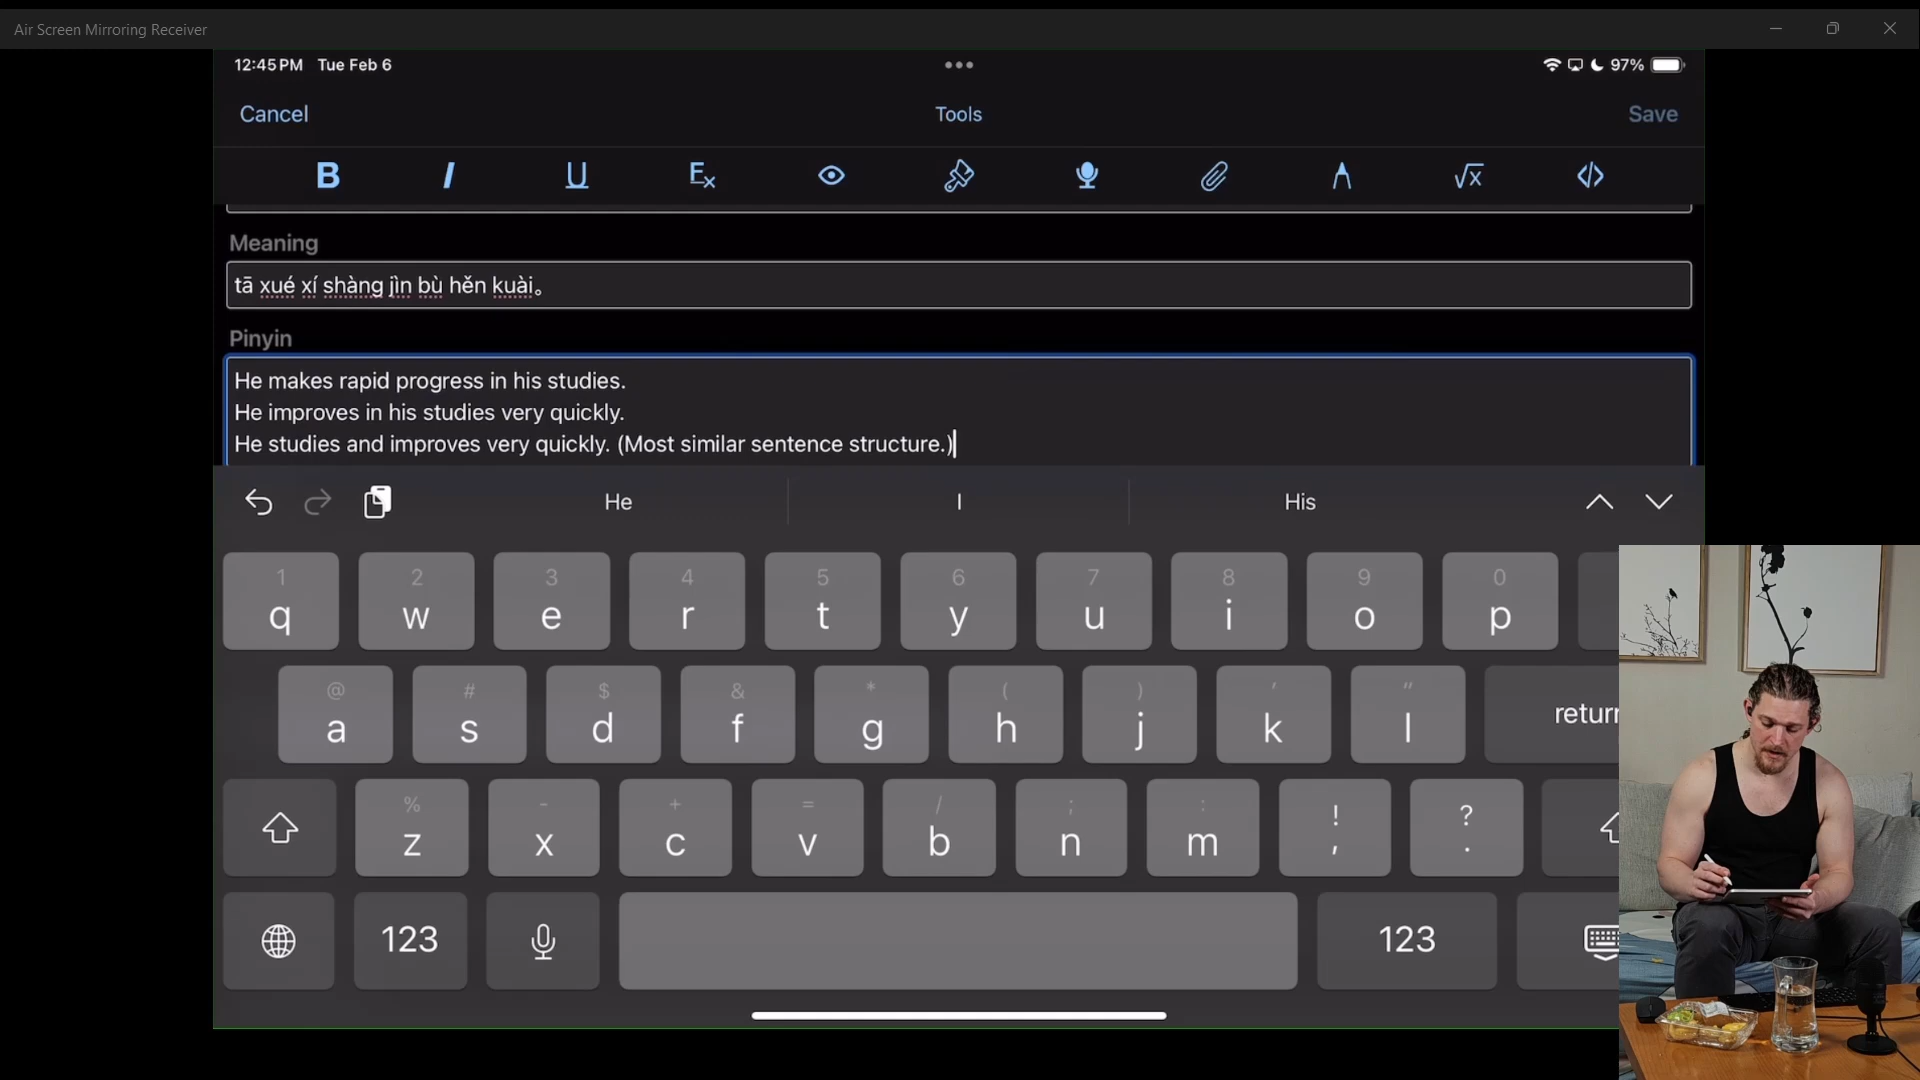 Air Screen Mirroring Receiver
12:45 PM Tue Feb 6
97%
Cancel Tools Save
B I U Ex √x </>
Meaning
tā xué xí shàng jìn bù hěn kuài。
Pinyin
He makes rapid progress in his studies.
He improves in his studies very quickly.
He studies and improves very quickly. (Most similar sentence structure.)
He I His
1 2 3 4 5 6 7 8 9 0
q w e r t y u i o p
@ # $ & * ( ) ' "
a s d f g h j k l return
% - + = / ; : ! ?
z x c v b n m , .
123 123